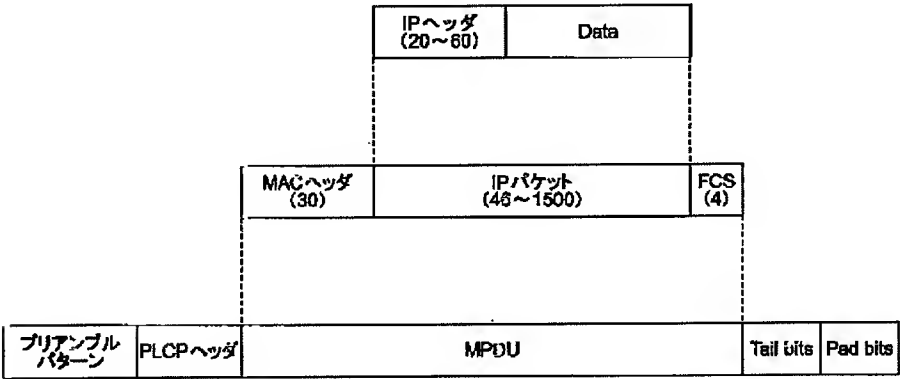 IPヘッダ
(20～60)
Data
MACヘッダ
(30)
IPパケット
(46～1500)
FCS
(4)
プリアンブル
パターン
PLCPヘッダ
MPDU
Tail bits
Pad bits